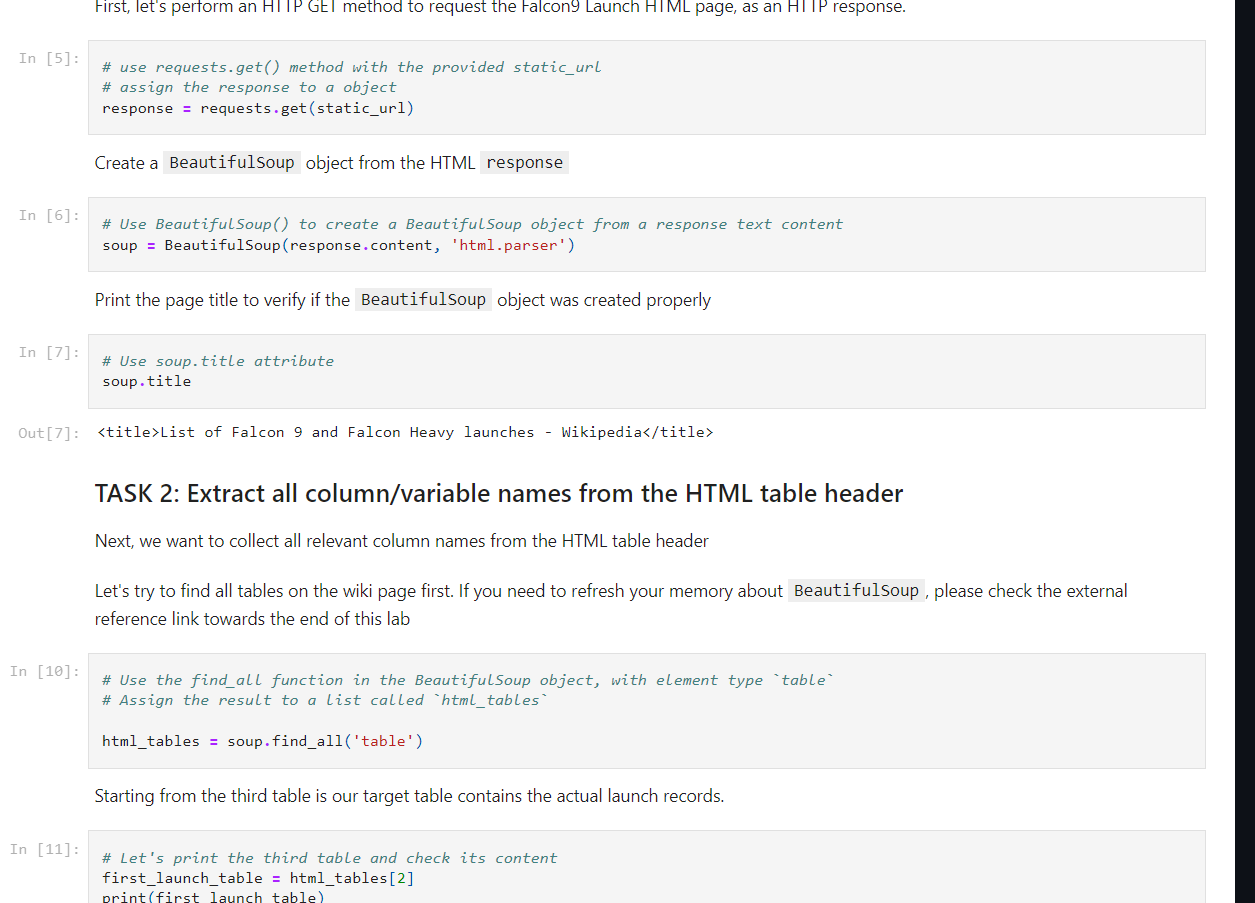 First, let's perform an HTTP GET method to request the Falcon9 Launch HTML page, as an HTTP response.
In [5]:
# use requests.get() method with the provided static_url
# assign the response to a object
response = requests.get(static_url)
Create a BeautifulSoup object from the HTML response
In [6]:
# Use BeautifulSoup() to create a BeautifulSoup object from a response text content
soup = BeautifulSoup(response.content, 'html.parser')
Print the page title to verify if the BeautifulSoup object was created properly
In [7]:
# Use soup.title attribute
soup.title
Out[7]:
<title>List of Falcon 9 and Falcon Heavy launches - Wikipedia</title>
TASK 2: Extract all column/variable names from the HTML table header
Next, we want to collect all relevant column names from the HTML table header
Let's try to find all tables on the wiki page first. If you need to refresh your memory about BeautifulSoup , please check the external
reference link towards the end of this lab
In [10]:
# Use the find_all function in the BeautifulSoup object, with element type `table`
# Assign the result to a list called `html_tables`
html_tables = soup.find_all('table')
Starting from the third table is our target table contains the actual launch records.
In [11]:
# Let's print the third table and check its content
first_launch_table = html_tables[2]
print(first_launch_table)